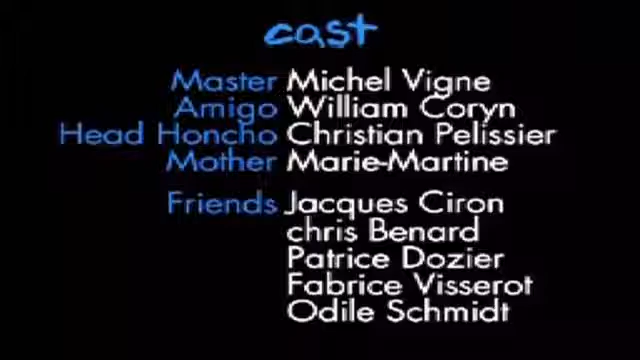 cast
Master Michel Vigne
Amigo William Coryn
Head Honcho Christian Pelissier
Mother Marie-Martine
Friends Jacques Ciron
chris Benard
Patrice Dozier
Fabrice Visserot
Odile Schmidt